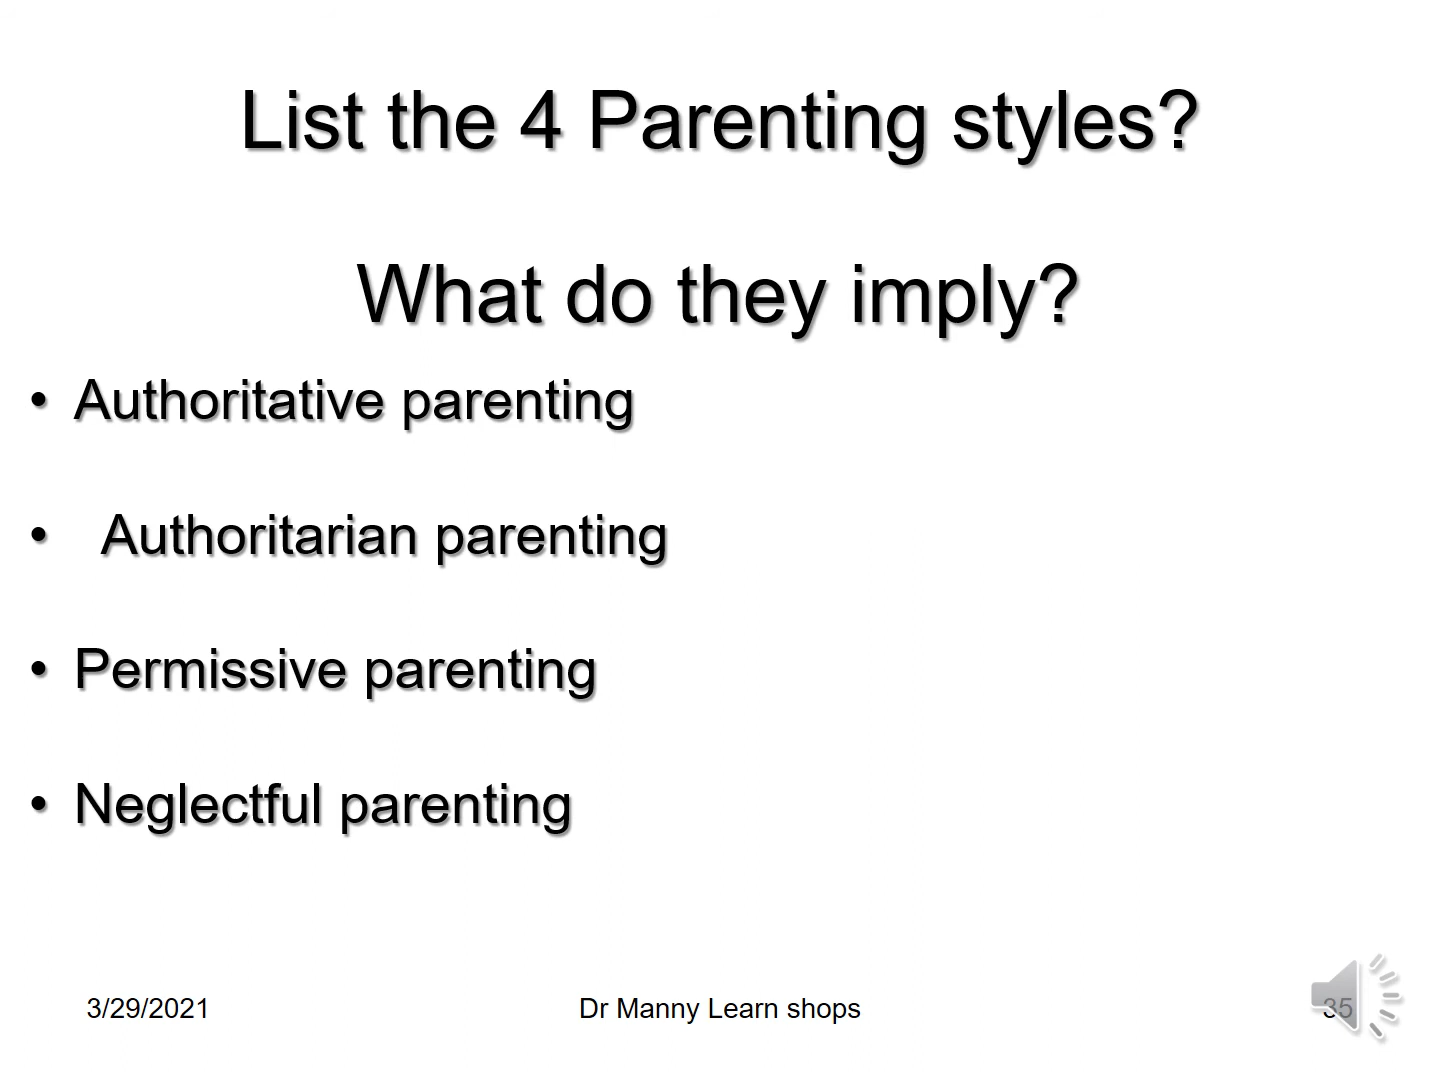 List the 4 Parenting styles?
What do they imply?
• Authoritative parenting
• Authoritarian parenting
• Permissive parenting
• Neglectful parenting
3/29/2021
Dr Manny Learn shops
35